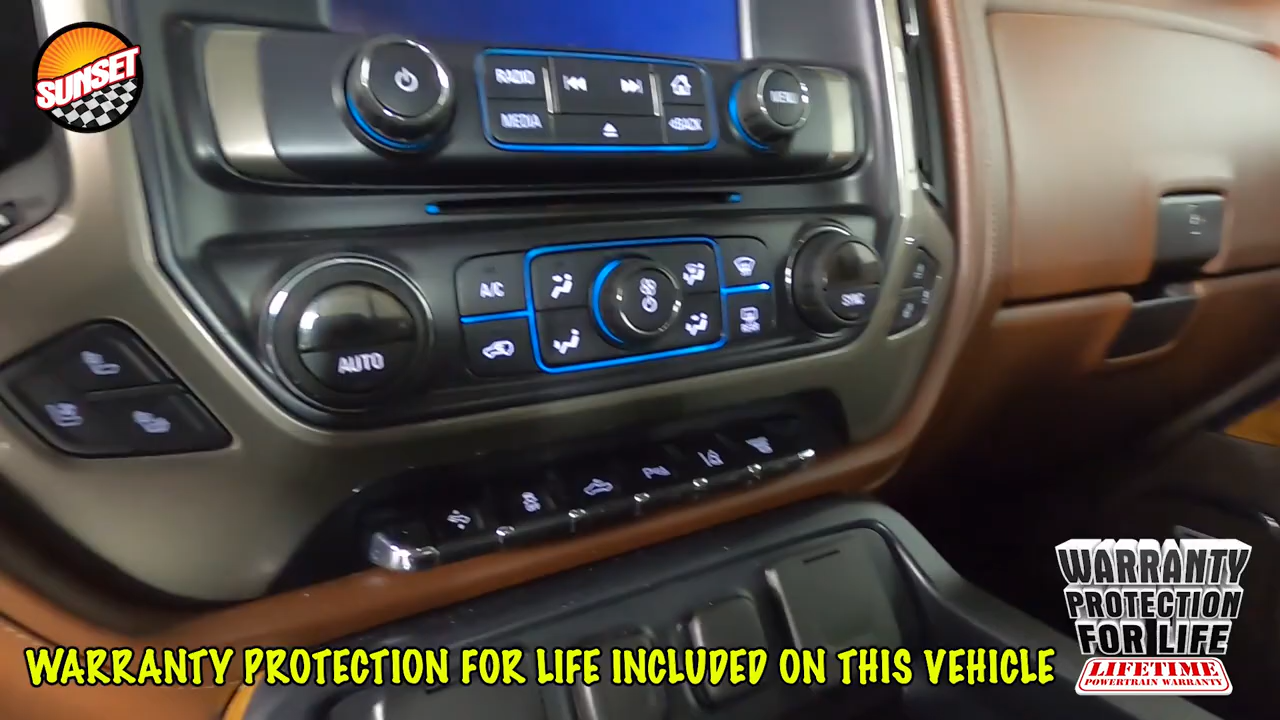 SUNSET
RADIO
MEDIA
MENU
<BACK
A/C
AUTO
SYNC
REAR
WARRANTY PROTECTION FOR LIFE INCLUDED ON THIS VEHICLE
WARRANTY
PROTECTION
FOR LIFE
LIFETIME
POWERTRAIN WARRANTY